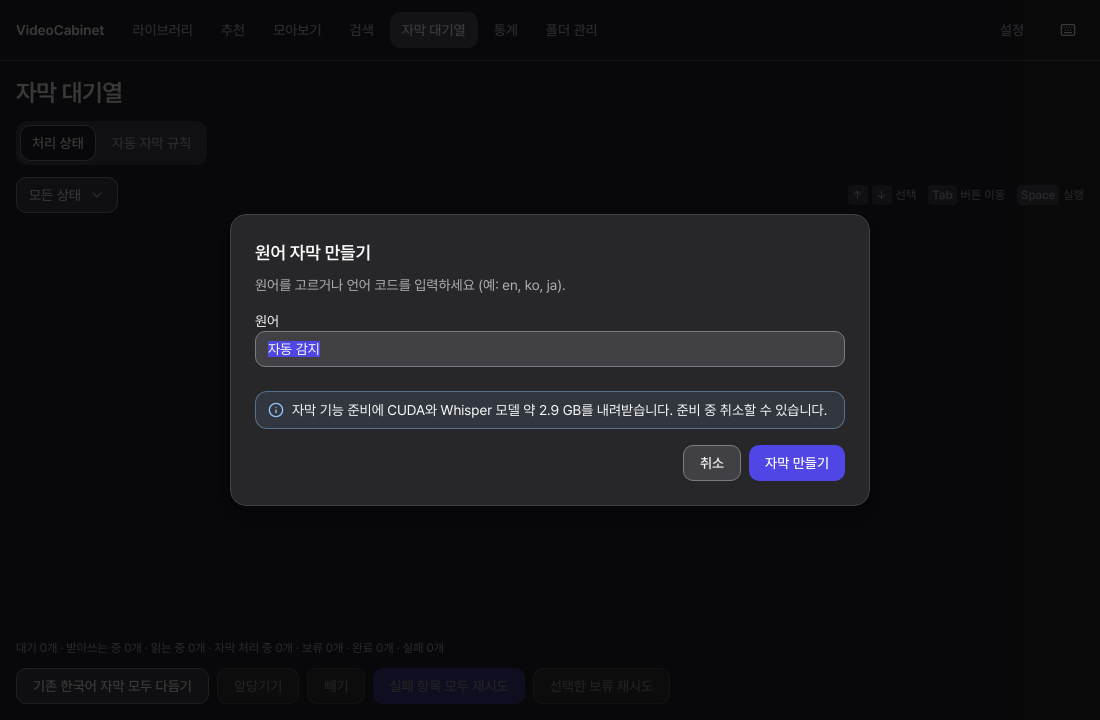 VideoCabinet 라이브러리 추천 모아보기 검색 자막 대기열 통계 폴더 관리 설정
자막 대기열
처리 상태 자동 자막 규칙
모든 상태 ↑ ↓ 선택 Tab 버튼 이동 Space 실행
원어 자막 만들기
원어를 고르거나 언어 코드를 입력하세요 (예: en, ko, ja).
원어
자동 감지
자막 기능 준비에 CUDA와 Whisper 모델 약 2.9 GB를 내려받습니다. 준비 중 취소할 수 있습니다.
취소 자막 만들기
대기 0개 · 받아쓰는 중 0개 · 읽는 중 0개 · 자막 처리 중 0개 · 보류 0개 · 완료 0개 · 실패 0개
기존 한국어 자막 모두 다듬기 앞당기기 빼기 실패 항목 모두 재시도 선택한 보류 재시도